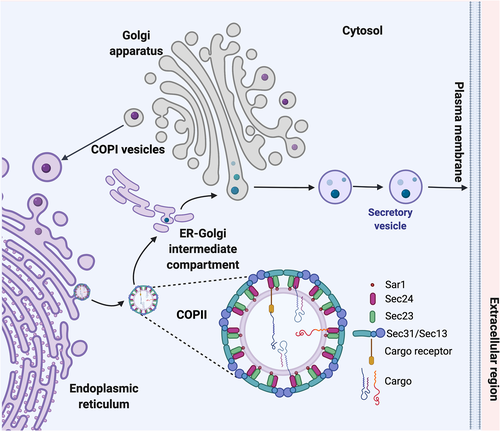 Golgi
apparatus
Cytosol
Plasma membrane
COPI vesicles
Secretory
vesicle
ER-Golgi
intermediate
compartment
COPII
Sar1
Sec24
Sec23
Sec31/Sec13
Cargo receptor
Cargo
Endoplasmic
reticulum
Extracellular region